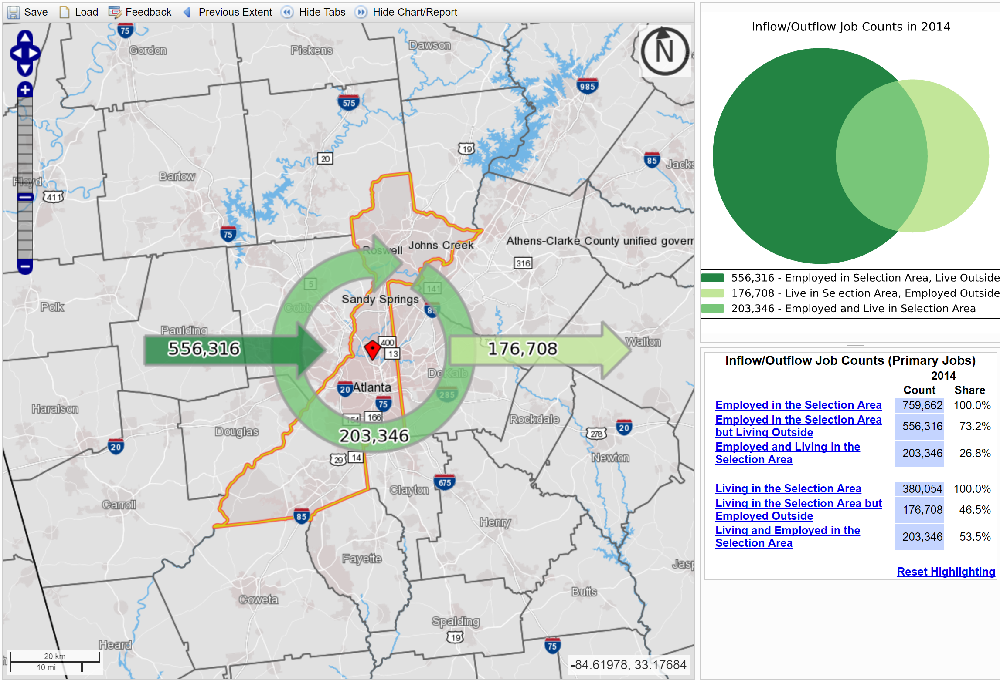 Save Load Feedback Previous Extent Hide Tabs Hide Chart/Report
75
Gordon
Pickens
Dawson
N
985
575
19
20
85
Bartow
Floyd
411
75
Johns Creek
Roswell
Athens-Clarke County unified govern
316
5
141
Polk
Cobb
Sandy Springs
85
Paulding
78
Walton
400
13
556,316
176,708
DeKalb
Atlanta
20
75
285
154
166
Haralson
Douglas
Rockdale
278
20
203,346
20
29
14
Newton
675
Clayton
Carroll
85
Henry
Fayette
Jasp
Coweta
Butts
Spalding
19
Heard
75
20 km
10 mi
-84.61978, 33.17684
Inflow/Outflow Job Counts in 2014
556,316 - Employed in Selection Area, Live Outside
176,708 - Live in Selection Area, Employed Outside
203,346 - Employed and Live in Selection Area
Inflow/Outflow Job Counts (Primary Jobs)
2014
Count Share
Employed in the Selection Area 759,662 100.0%
Employed in the Selection Area
but Living Outside 556,316 73.2%
Employed and Living in the
Selection Area 203,346 26.8%
Living in the Selection Area 380,054 100.0%
Living in the Selection Area but
Employed Outside 176,708 46.5%
Living and Employed in the
Selection Area 203,346 53.5%
Reset Highlighting